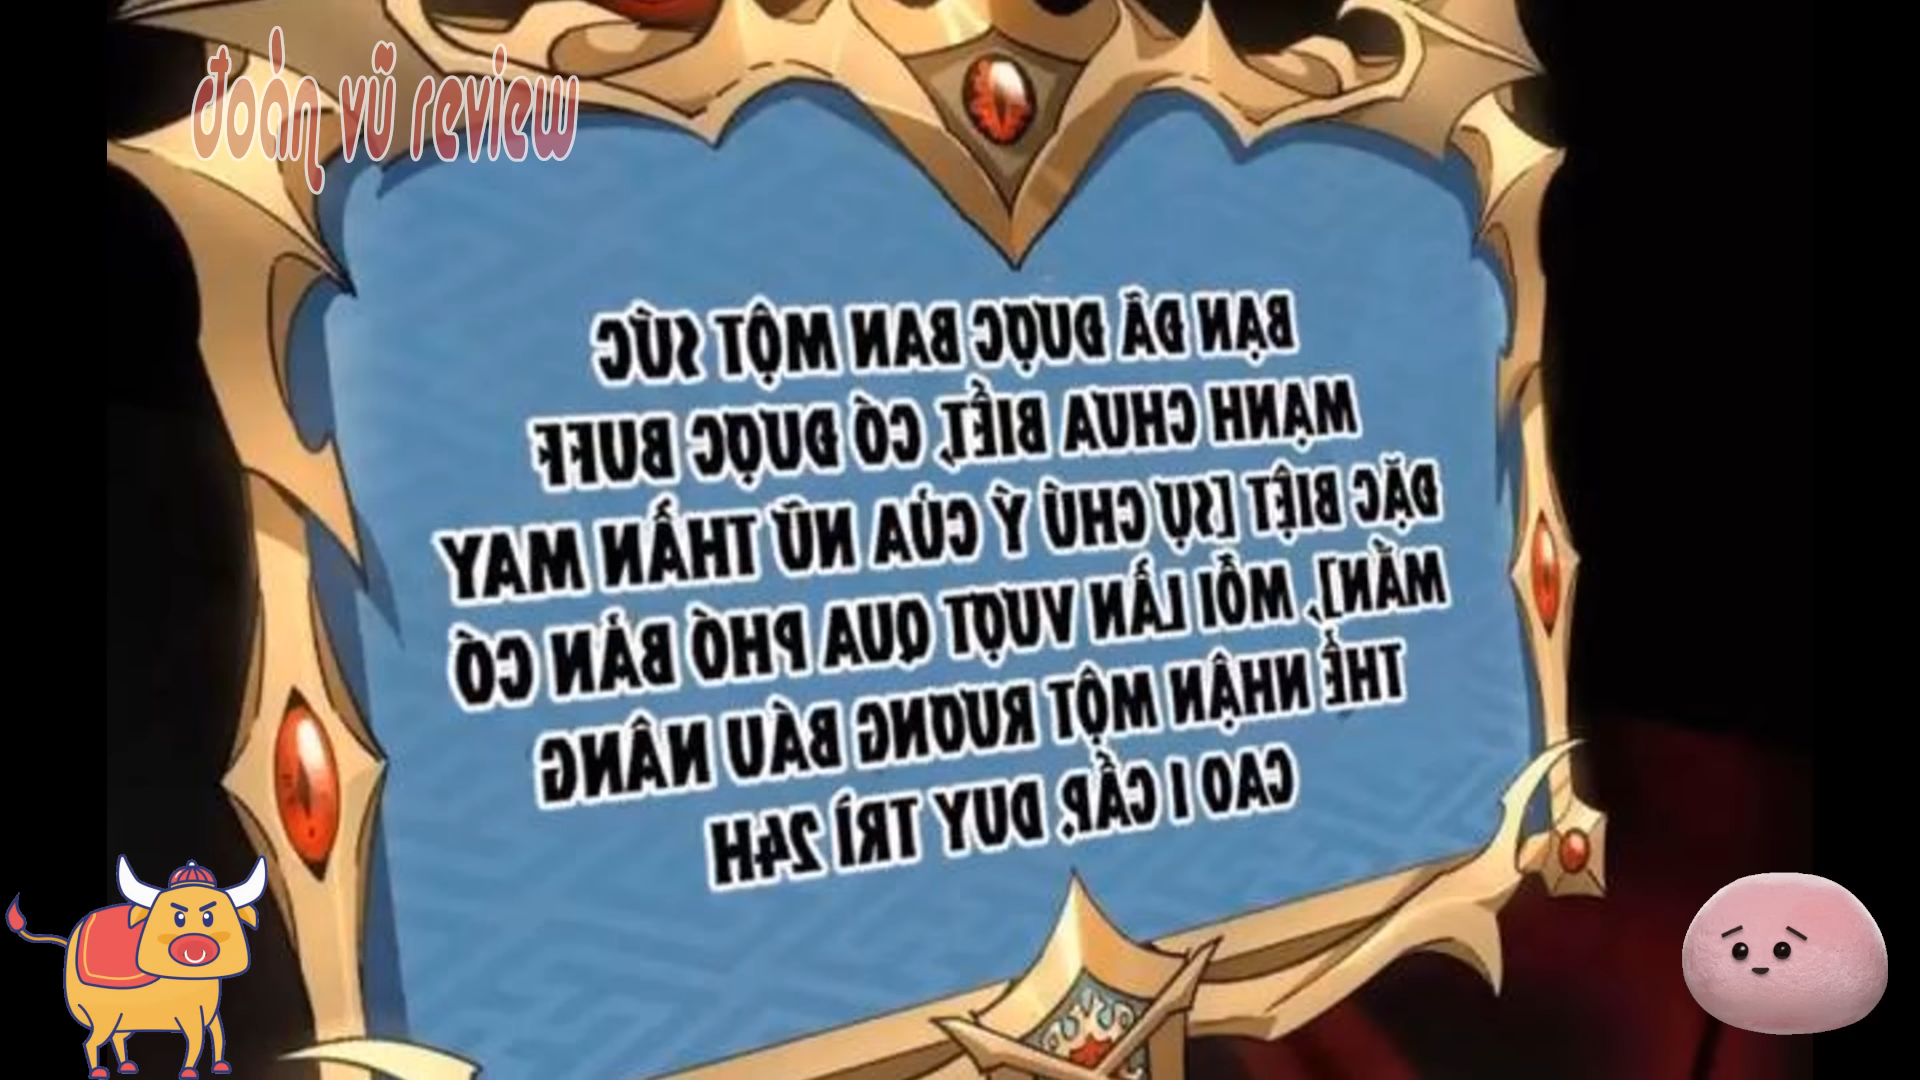 đoản vũ review
BẠN ĐÃ ĐƯỢC BAN MỘT SỨC
MẠNH CHƯA BIẾT, CÓ ĐƯỢC BUFF
ĐẶC BIỆT [SỰ CHÚ Ý CỦA NỮ THẦN MAY
MẮN], MỖI LẦN VƯỢT QUA PHÓ BẢN CÓ
THỂ NHẬN MỘT RƯƠNG BÁU NÂNG
CAO 1 CẤP. DUY TRÌ 24H